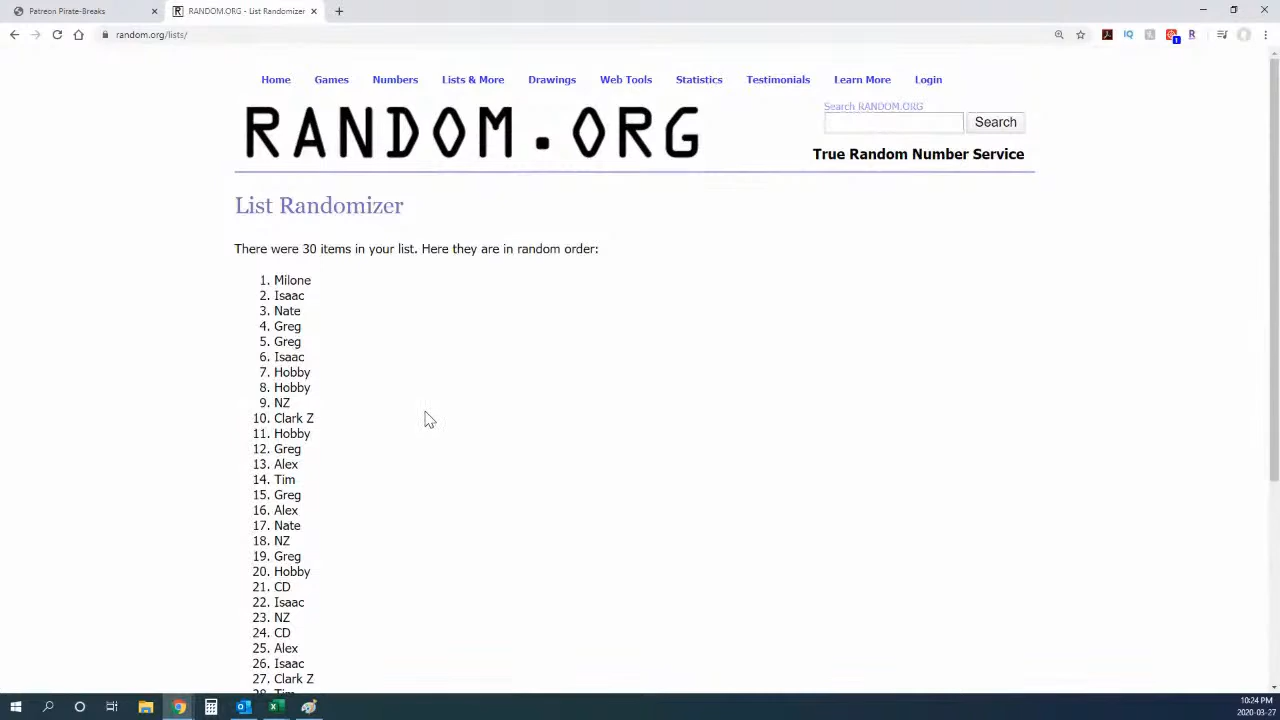 Patreon Pirate-Breaks
RANDOM.ORG - List Randomizer
random.org/lists/
Home Games Numbers Lists & More Drawings Web Tools Statistics Testimonials Learn More Login
RANDOM.ORG
Search RANDOM.ORG
Search
True Random Number Service
List Randomizer
There were 30 items in your list. Here they are in random order:
1. Milone
2. Isaac
3. Nate
4. Greg
5. Greg
6. Isaac
7. Hobby
8. Hobby
9. NZ
10. Clark Z
11. Hobby
12. Greg
13. Alex
14. Tim
15. Greg
16. Alex
17. Nate
18. NZ
19. Greg
20. Hobby
21. CD
22. Isaac
23. NZ
24. CD
25. Alex
26. Isaac
27. Clark Z
28. Tim
10:24 PM
2020-03-27